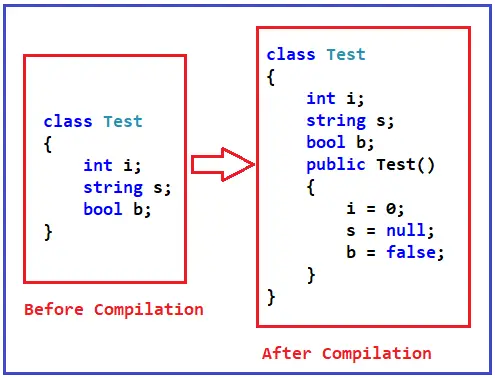 class Test
{
int i;
string s;
bool b;
}
Before Compilation
class Test
{
int i;
string s;
bool b;
public Test()
{
i = 0;
s = null;
b = false;
}
}
After Compilation